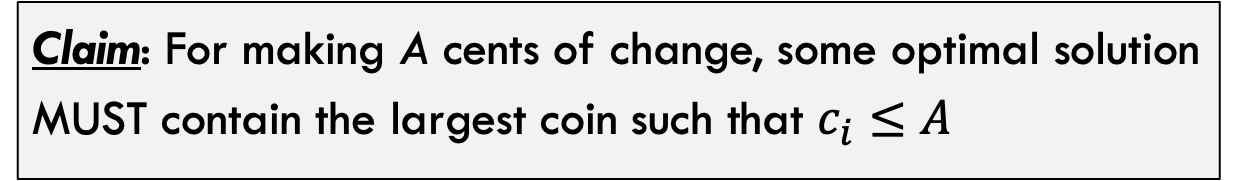 Claim: For making A cents of change, some optimal solution
MUST contain the largest coin such that cᵢ ≤ A